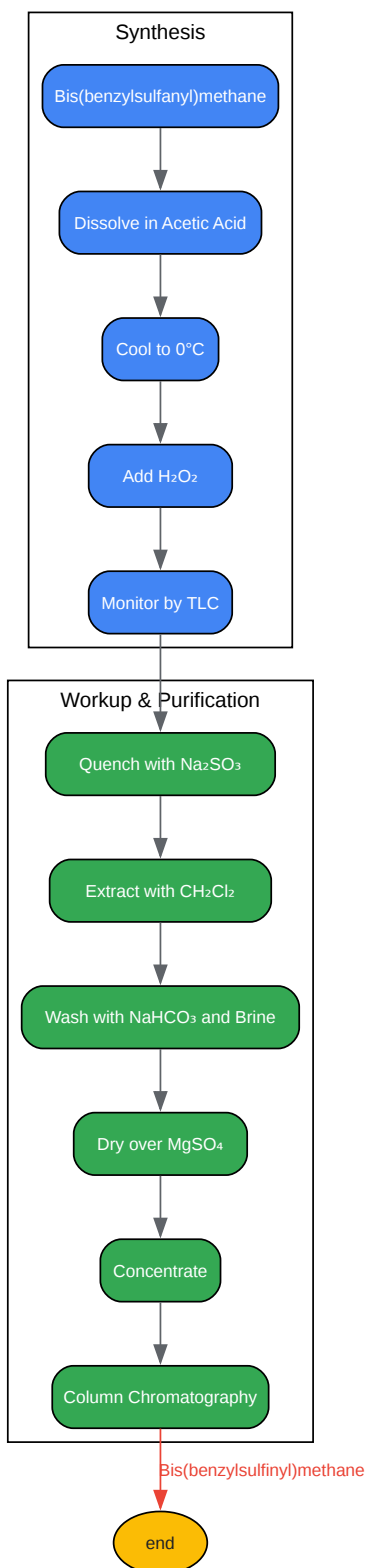 Synthesis
Bis(benzylsulfanyl)methane
Dissolve in Acetic Acid
Cool to 0°C
Add H₂O₂
Monitor by TLC
Workup & Purification
Quench with Na₂SO₃
Extract with CH₂Cl₂
Wash with NaHCO₃ and Brine
Dry over MgSO₄
Concentrate
Column Chromatography
Bis(benzylsulfinyl)methane
end